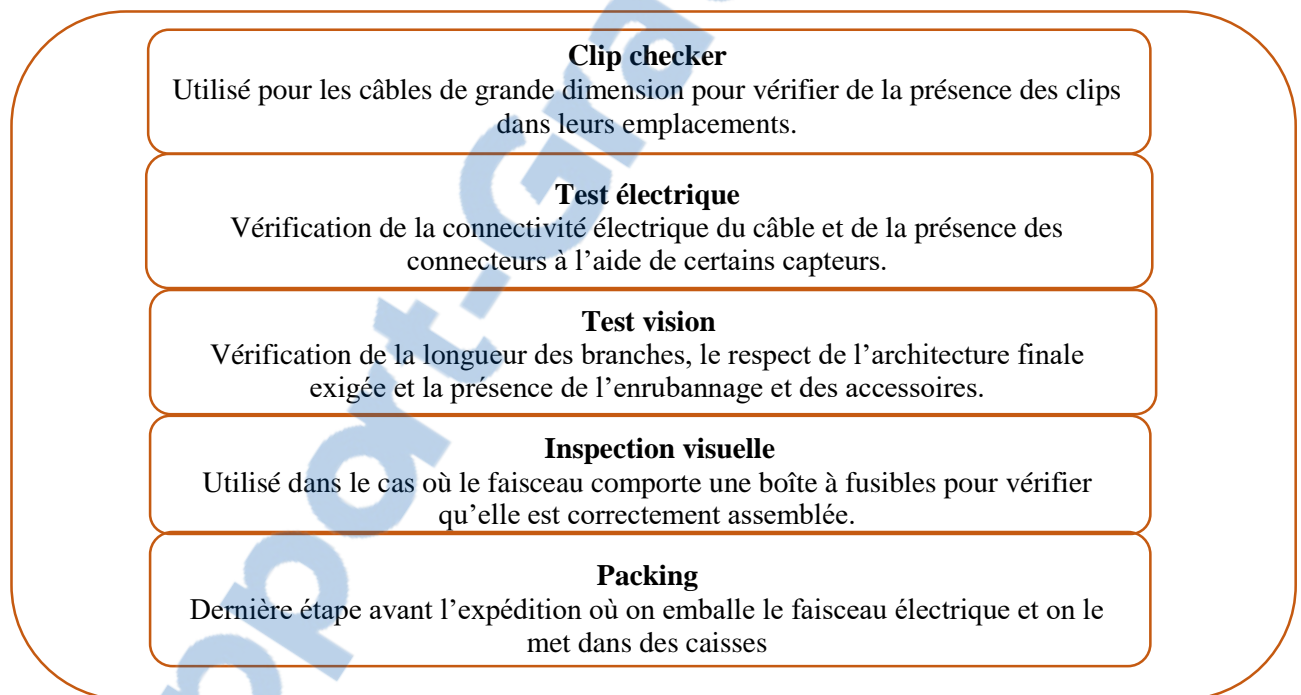 Clip checker
Utilisé pour les câbles de grande dimension pour vérifier de la présence des clips
dans leurs emplacements.
Test électrique
Vérification de la connectivité électrique du câble et de la présence des
connecteurs à l’aide de certains capteurs.
Test vision
Vérification de la longueur des branches, le respect de l’architecture finale
exigée et la présence de l’enrubannage et des accessoires.
Inspection visuelle
Utilisé dans le cas où le faisceau comporte une boîte à fusibles pour vérifier
qu’elle est correctement assemblée.
Packing
Dernière étape avant l’expédition où on emballe le faisceau électrique et on le
met dans des caisses